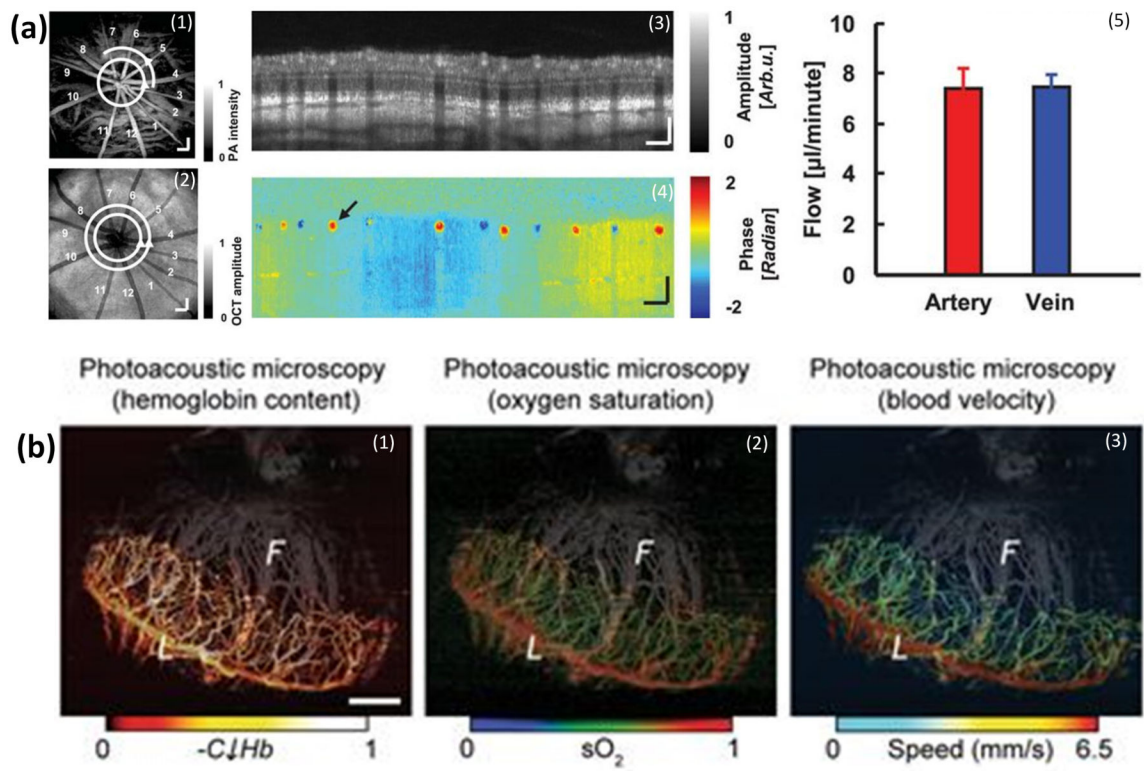 (a)
(1)
7 6
8 5
9 4
10 3
2
11 12 1
1
0
PA intensity
(2)
7 6
8 5
9 4
10 3
2
11 12 1
1
0
OCT amplitude
(3)
1
0
Amplitude
[Arb.u.]
(4)
2
-2
Phase
[Radian]
(5)
10
8
6
4
2
0
Flow [µl/minute]
Artery Vein
Photoacoustic microscopy
(hemoglobin content)
Photoacoustic microscopy
(oxygen saturation)
Photoacoustic microscopy
(blood velocity)
(b)
(1)
F
L
0 -C↓Hb 1
(2)
F
L
0 sO₂ 1
(3)
F
L
0 Speed (mm/s) 6.5